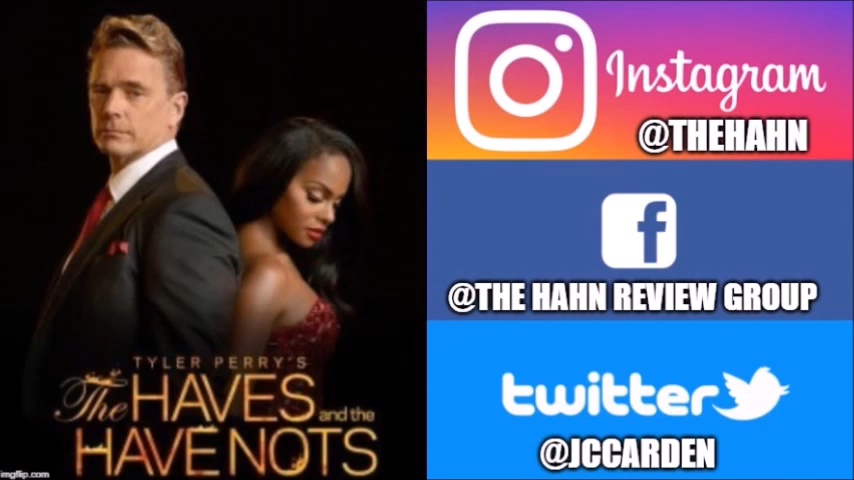 TYLER PERRY'S
The HAVES and the
HAVE NOTS
imgflip.com
Instagram
@THEHAHN
f
@THE HAHN REVIEW GROUP
twitter
@JCCARDEN